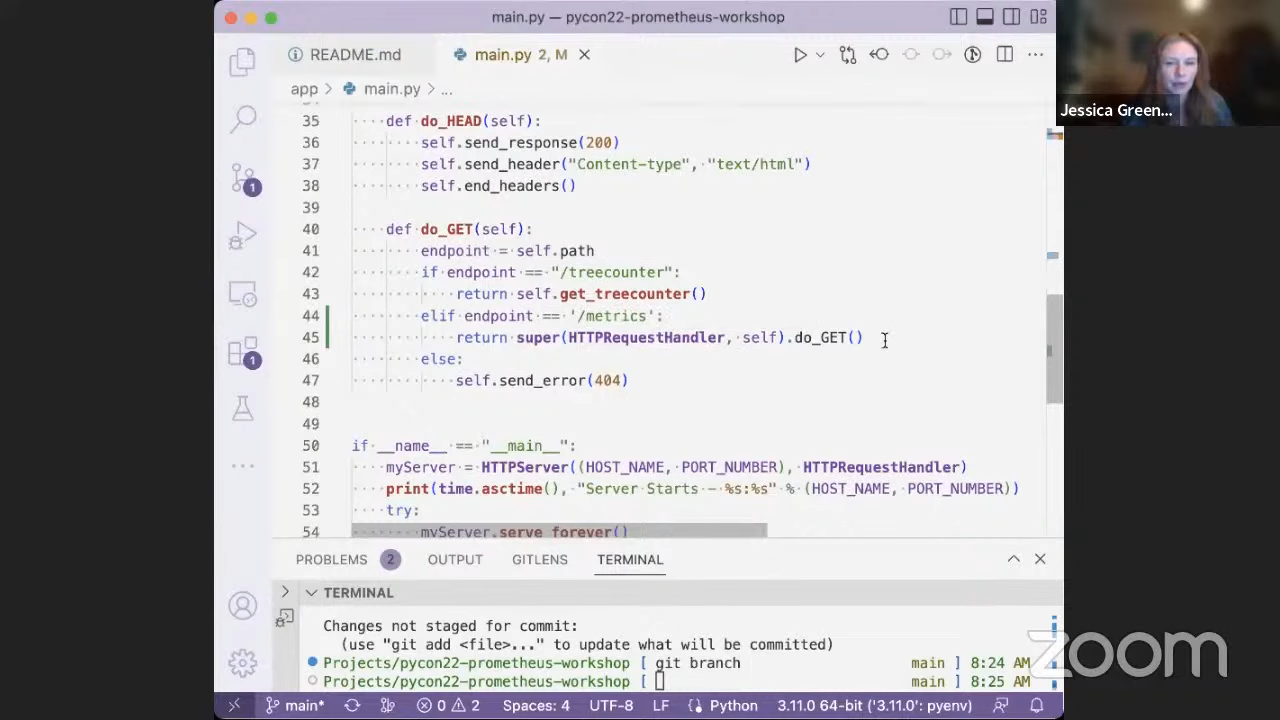 main.py — pycon22-prometheus-workshop
README.md
main.py 2, M
app > main.py > ...
Jessica Green...
35 def do_HEAD(self):
36 self.send_response(200)
37 self.send_header("Content-type", "text/html")
38 self.end_headers()
39
40 def do_GET(self):
41 endpoint = self.path
42 if endpoint == "/treecounter":
43 return self.get_treecounter()
44 elif endpoint == '/metrics':
45 return super(HTTPRequestHandler, self).do_GET()
46 else:
47 self.send_error(404)
48
49
50 if __name__ == "__main__":
51 myServer = HTTPServer((HOST_NAME, PORT_NUMBER), HTTPRequestHandler)
52 print(time.asctime(), "Server Starts - %s:%s" % (HOST_NAME, PORT_NUMBER))
53 try:
54 myServer.serve_forever()
1
1
PROBLEMS 2 OUTPUT GITLENS TERMINAL
TERMINAL
Changes not staged for commit:
(use "git add <file>..." to update what will be committed)
Projects/pycon22-prometheus-workshop [ git branch main ] 8:24 AM
Projects/pycon22-prometheus-workshop [ main ] 8:25 AM
zoom
main* 0 2 Spaces: 4 UTF-8 LF Python 3.11.0 64-bit ('3.11.0': pyenv)